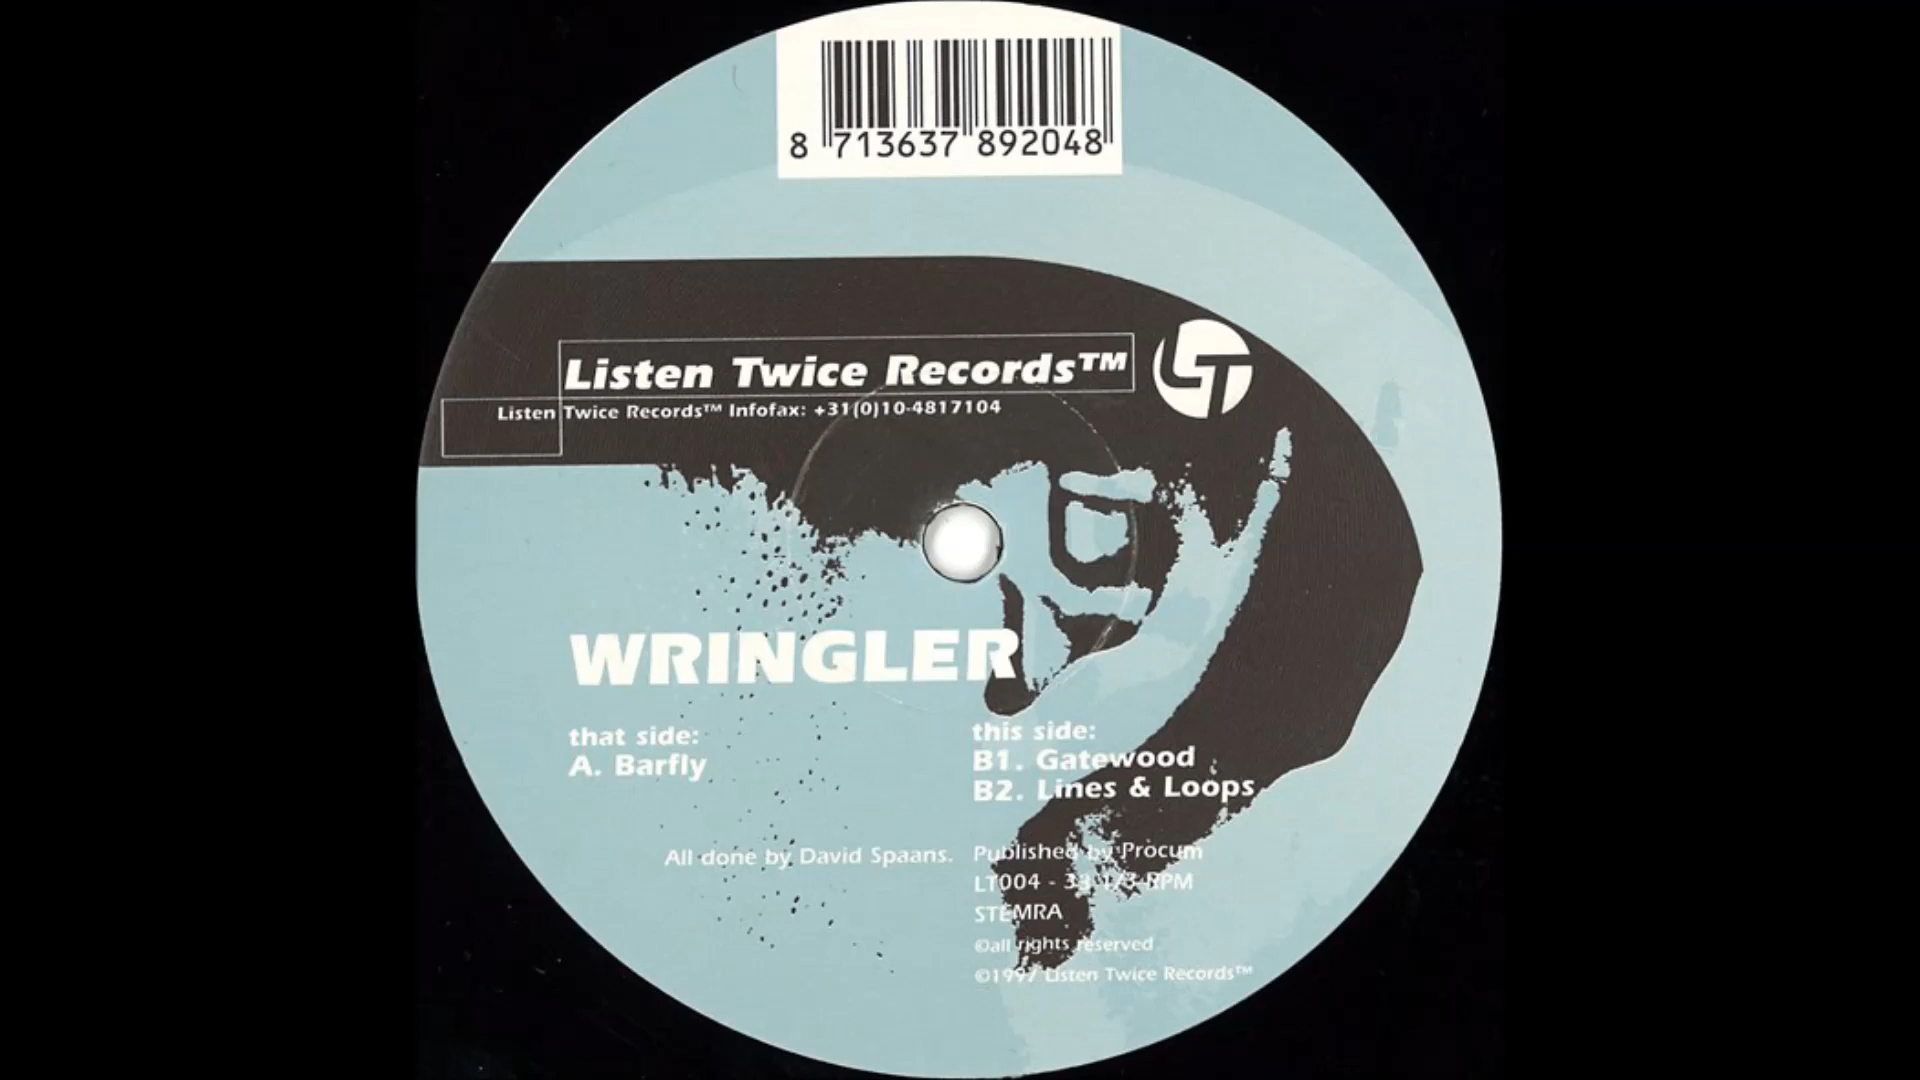 8 713637 892048
Listen Twice Records™ LT
Listen Twice Records™ Infofax: +31(0)10-4817104
WRINGLER
that side:
A. Barfly
this side:
B1. Gatewood
B2. Lines & Loops
All done by David Spaans.
Published by Procum
LT004 - 33 1/3 RPM
STEMRA
©all rights reserved
©1997 Listen Twice Records™